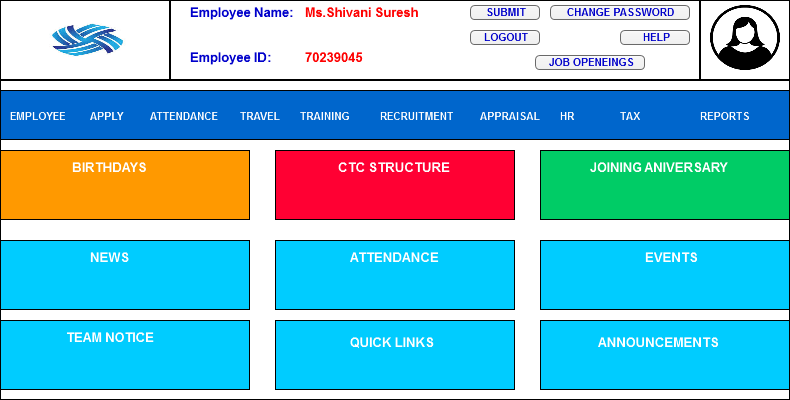 Employee Name: Ms.Shivani Suresh
SUBMIT CHANGE PASSWORD
LOGOUT HELP
Employee ID: 70239045
JOB OPENEINGS
EMPLOYEE APPLY ATTENDANCE TRAVEL TRAINING RECRUITMENT APPRAISAL HR TAX REPORTS
BIRTHDAYS CTC STRUCTURE JOINING ANIVERSARY
NEWS ATTENDANCE EVENTS
TEAM NOTICE QUICK LINKS ANNOUNCEMENTS